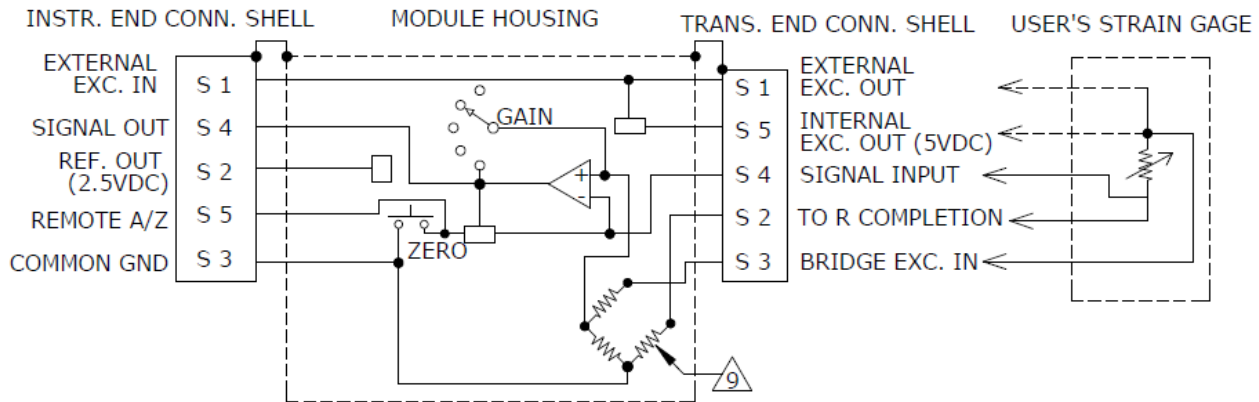 INSTR. END CONN. SHELL
MODULE HOUSING
TRANS. END CONN. SHELL
USER'S STRAIN GAGE
EXTERNAL
EXC. IN
S 1
SIGNAL OUT
S 4
REF. OUT
(2.5VDC)
S 2
REMOTE A/Z
S 5
COMMON GND
S 3
GAIN
+
-
ZERO
9
S 1
EXTERNAL
EXC. OUT
S 5
INTERNAL
EXC. OUT (5VDC)
S 4
SIGNAL INPUT
S 2
TO R COMPLETION
S 3
BRIDGE EXC. IN